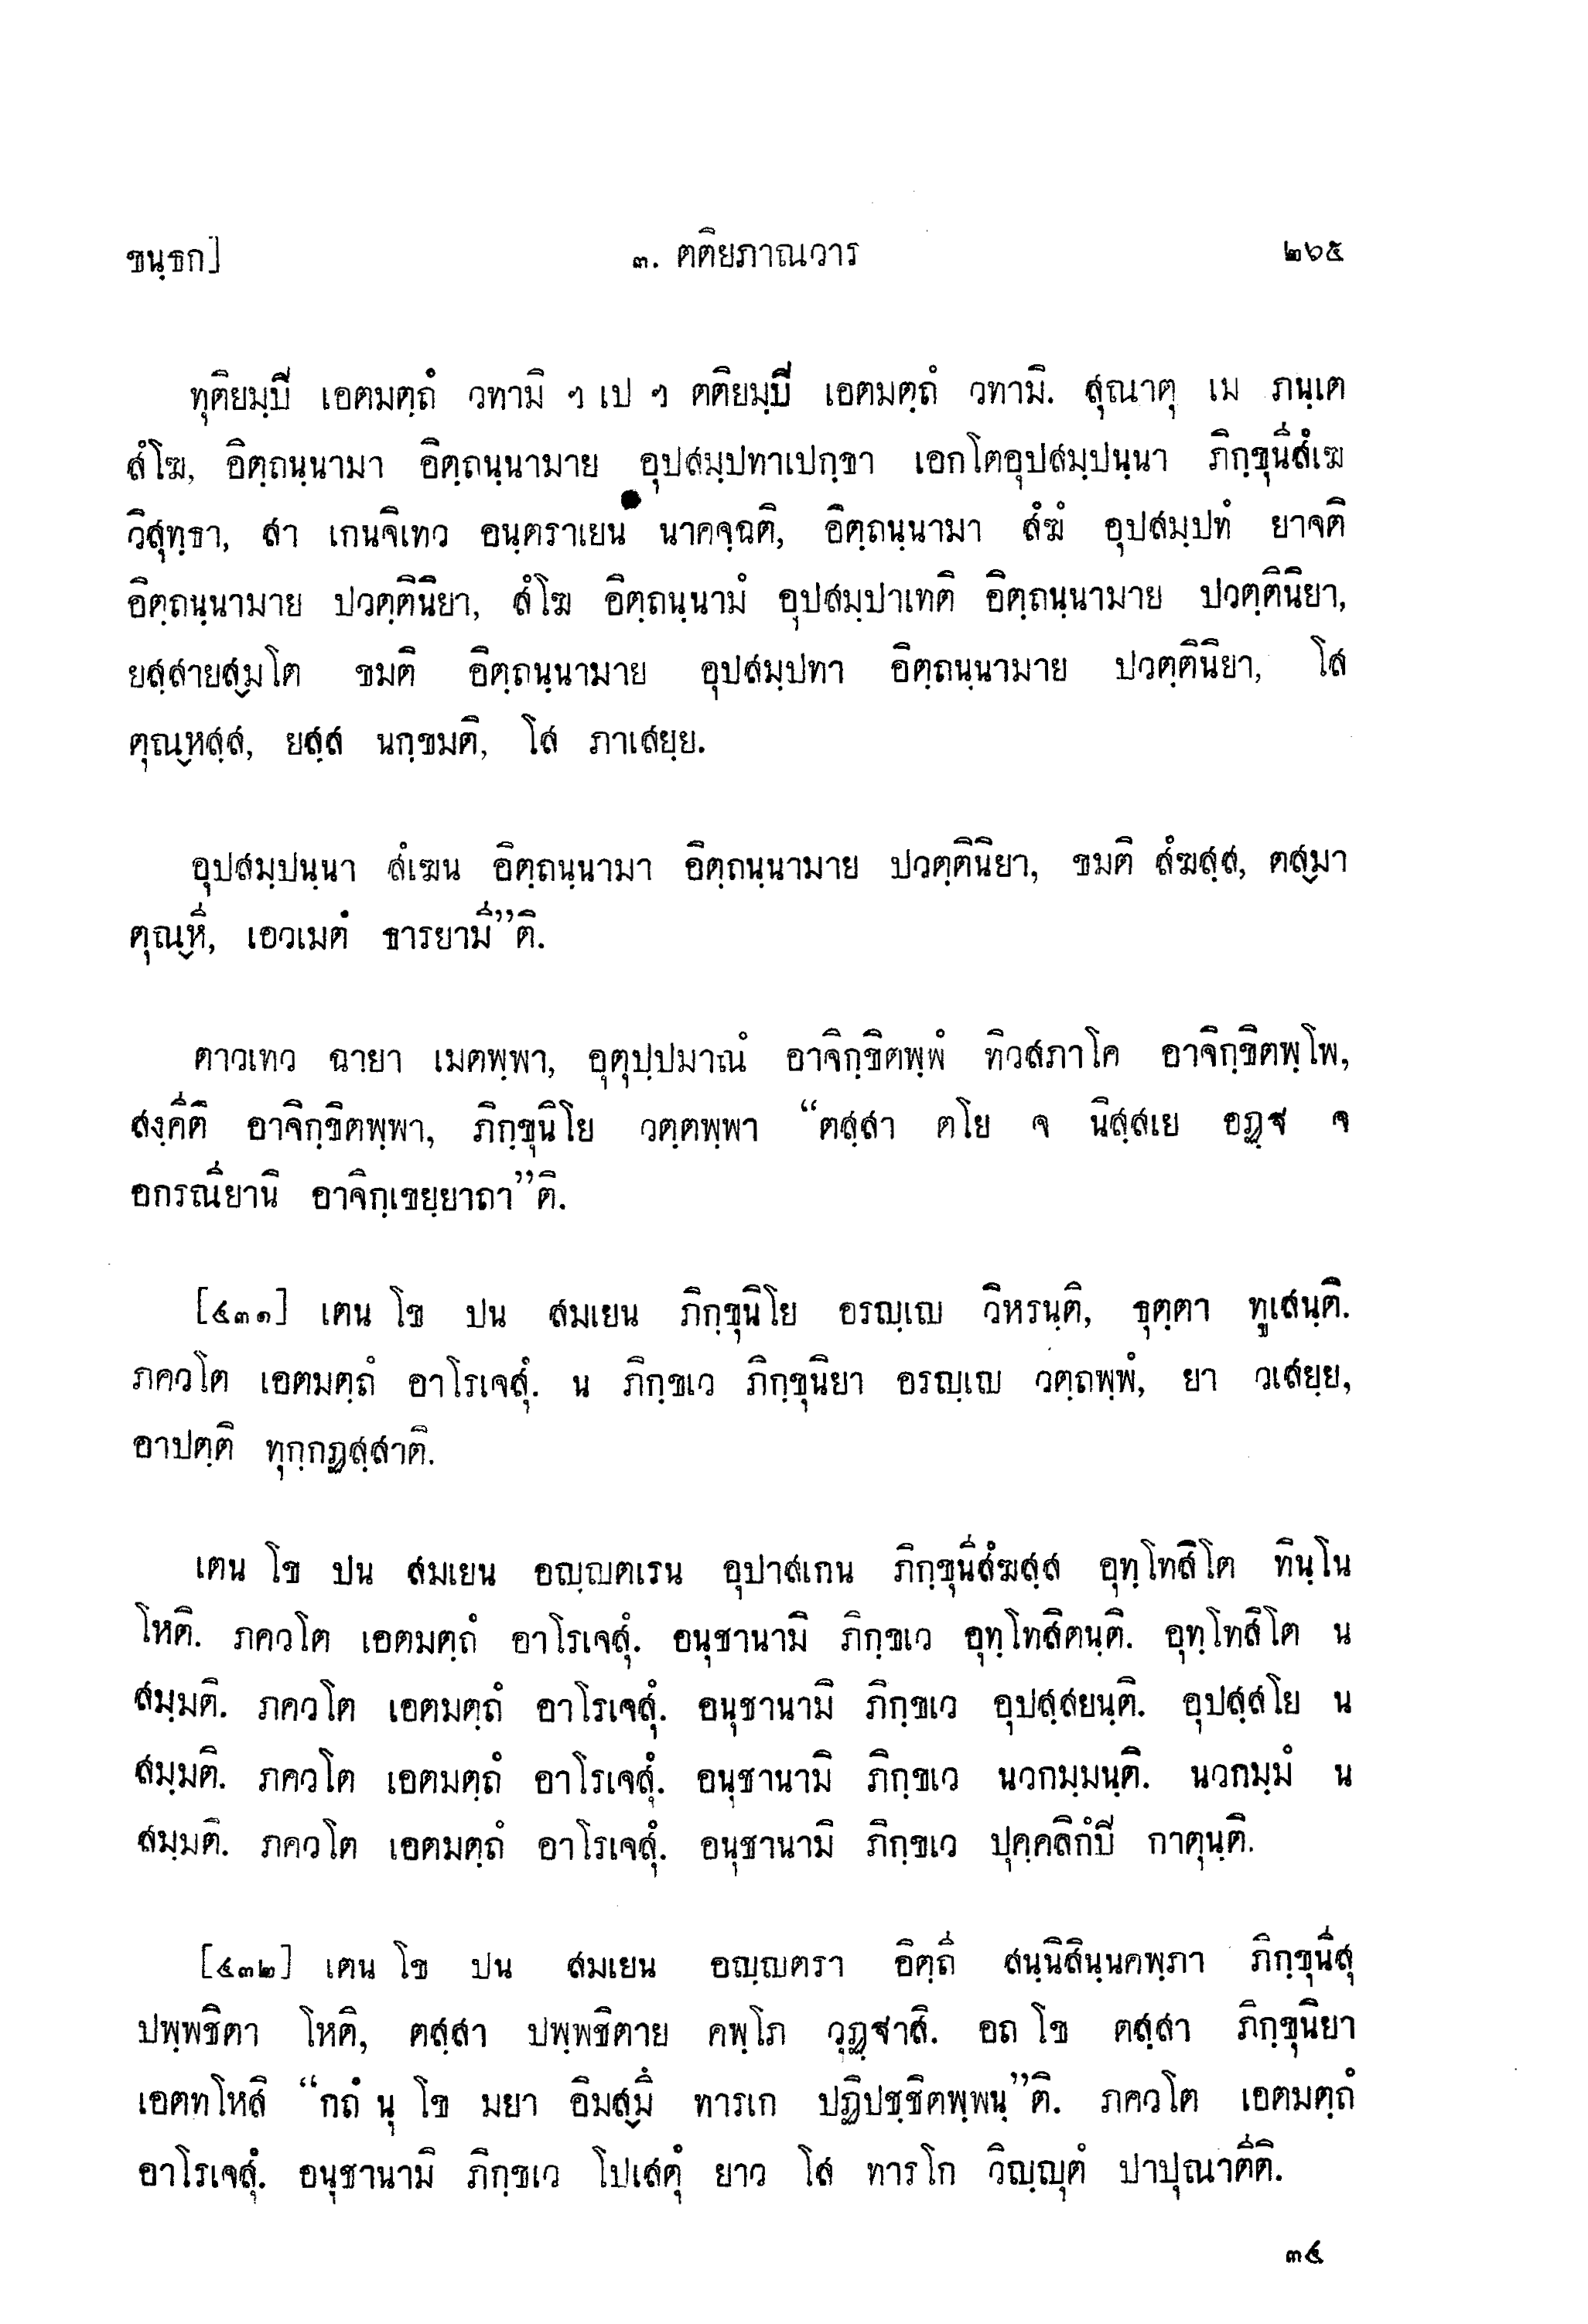 ขนฺธก]
๓. ตติยภาณวาร
๒๖๕
ทุติยมฺปิ เอตมตฺถํ วทามิ ฯ เป ฯ ตติยมฺปิ เอตมตฺถํ วทามิ. สุณาตุ เม ภนฺเต
สํโฆ, อิตฺถนฺนามา อิตฺถนฺนามาย อุปสมฺปทาเปกฺขา เอกโตอุปสมฺปนฺนา ภิกฺขุนีสํเฆ
วิสุทฺธา, สา เกนจิเทว อนฺตราเยน นาคจฺฉติ, อิตฺถนฺนามา สํฆํ อุปสมฺปทํ ยาจติ
อิตฺถนฺนามาย ปวตฺตินิยา, สํโฆ อิตฺถนฺนามํ อุปสมฺปาเทติ อิตฺถนฺนามาย ปวตฺตินิยา,
ยสฺสายสฺมโต ขมติ อิตฺถนฺนามาย อุปสมฺปทา อิตฺถนฺนามาย ปวตฺตินิยา, โส
ตุณฺหสฺส, ยสฺส นกฺขมติ, โส ภาเสยฺย.
อุปสมฺปนฺนา สํเฆน อิตฺถนฺนามา อิตฺถนฺนามาย ปวตฺตินิยา, ขมติ สํฆสฺส, ตสฺมา
ตุณฺหี, เอวเมตํ ธารยามี”ติ.
ตาวเทว ฉายา เมตพฺพา, อุตุปฺปมาณํ อาจิกฺขิตพฺพํ ทิวสภาโค อาจิกฺขิตพฺโพ,
สงฺคีติ อาจิกฺขิตพฺพา, ภิกฺขุนิโย วตฺตพฺพา “ตสฺสา ตโย จ นิสฺสเย อฏฺฐ จ
อกรณียานิ อาจิกฺเขยฺยาถา”ติ.
[๕๓๑] เตน โข ปน สมเยน ภิกฺขุนิโย อรญฺเญ วิหรนฺติ, ธุตฺตา ทูเสนฺติ.
ภควโต เอตมตฺถํ อาโรเจสุํ. น ภิกฺขเว ภิกฺขุนิยา อรญฺเญ วตฺถพฺพํ, ยา วเสยฺย,
อาปตฺติ ทุกฺกฏสฺสาติ.
เตน โข ปน สมเยน อญฺญตเรน อุปาสเกน ภิกฺขุนีสํฆสฺส อุทฺโทสิโต ทินฺโน
โหติ. ภควโต เอตมตฺถํ อาโรเจสุํ. อนุชานามิ ภิกฺขเว อุทฺโทสิตนฺติ. อุทฺโทสิโต น
สมฺมติ. ภควโต เอตมตฺถํ อาโรเจสุํ. อนุชานามิ ภิกฺขเว อุปสฺสยนฺติ. อุปสฺสโย น
สมฺมติ. ภควโต เอตมตฺถํ อาโรเจสุํ. อนุชานามิ ภิกฺขเว นวกมฺมนฺติ. นวกมฺมํ น
สมฺมติ. ภควโต เอตมตฺถํ อาโรเจสุํ. อนุชานามิ ภิกฺขเว ปุคฺคลิกํปิ กาตุนฺติ.
[๕๓๒] เตน โข ปน สมเยน อญฺญตรา อิตฺถี สนฺนิสินฺนคพฺภา ภิกฺขุนีสุ
ปพฺพชิตา โหติ, ตสฺสา ปพฺพชิตาย คพฺโภ วุฏฺฐาสิ. อถ โข ตสฺสา ภิกฺขุนิยา
เอตทโหสิ “กถํ นุ โข มยา อิมสฺมึ ทารเก ปฏิปชฺชิตพฺพนฺ”ติ. ภควโต เอตมตฺถํ
อาโรเจสุํ. อนุชานามิ ภิกฺขเว โปเสตุํ ยาว โส ทารโก วิญฺญุตํ ปาปุณาตีติ.
๓๔